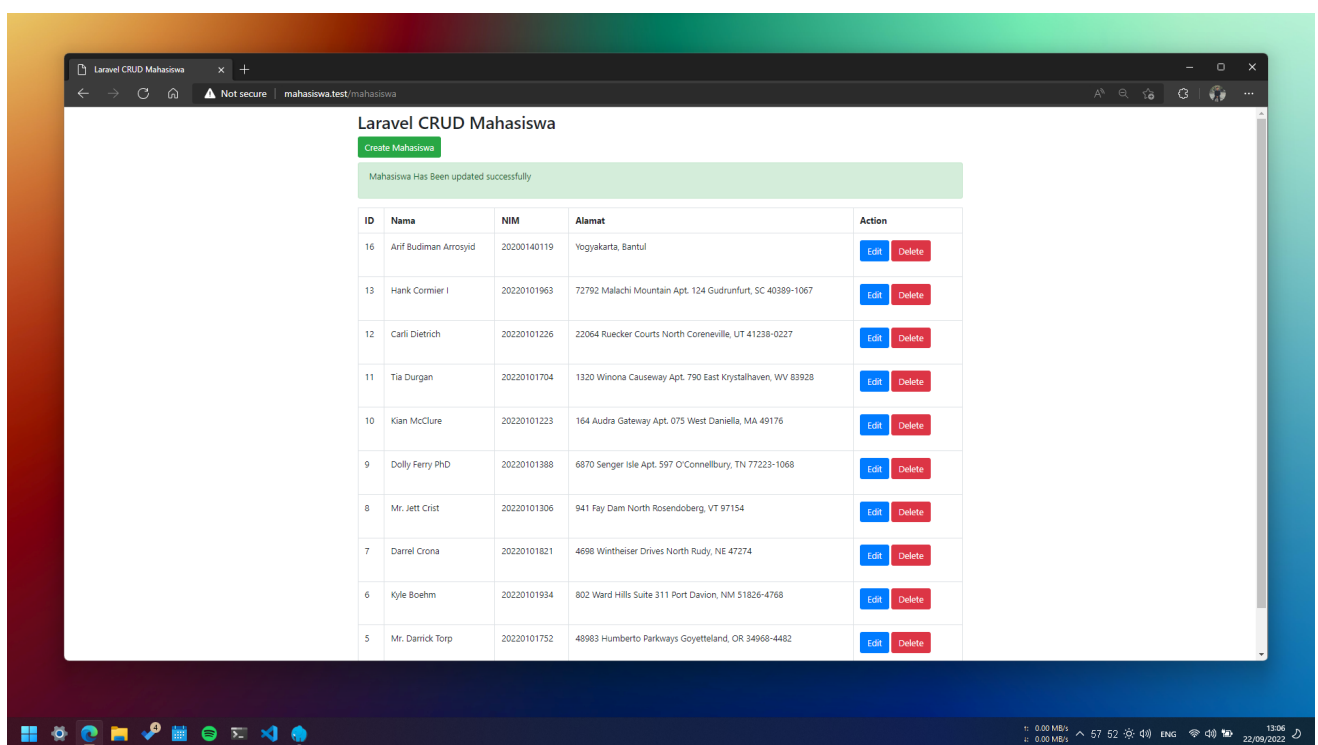 Laravel CRUD Mahasiswa
Not secure mahasiswa.test/mahasiswa
Laravel CRUD Mahasiswa
Create Mahasiswa
Mahasiswa Has Been updated successfully
ID Nama NIM Alamat Action
16 Arif Budiman Arrosyid 20200140119 Yogyakarta, Bantul Edit Delete
13 Hank Cormier I 20220101963 72792 Malachi Mountain Apt. 124 Gudrunfurt, SC 40389-1067 Edit Delete
12 Carli Dietrich 20220101226 22064 Ruecker Courts North Coreneville, UT 41238-0227 Edit Delete
11 Tia Durgan 20220101704 1320 Winona Causeway Apt. 790 East Krystalhaven, WV 83928 Edit Delete
10 Kian McClure 20220101223 164 Audra Gateway Apt. 075 West Daniella, MA 49176 Edit Delete
9 Dolly Ferry PhD 20220101388 6870 Senger Isle Apt. 597 O'Connellbury, TN 77223-1068 Edit Delete
8 Mr. Jett Crist 20220101306 941 Fay Dam North Rosendoberg, VT 97154 Edit Delete
7 Darrel Crona 20220101821 4698 Wintheiser Drives North Rudy, NE 47274 Edit Delete
6 Kyle Boehm 20220101934 802 Ward Hills Suite 311 Port Davion, NM 51826-4768 Edit Delete
5 Mr. Darrick Torp 20220101752 48983 Humberto Parkways Goyetteland, OR 34968-4482 Edit Delete
4
0.00 MB/s
0.00 MB/s
57 52 ENG
13:06
22/09/2022